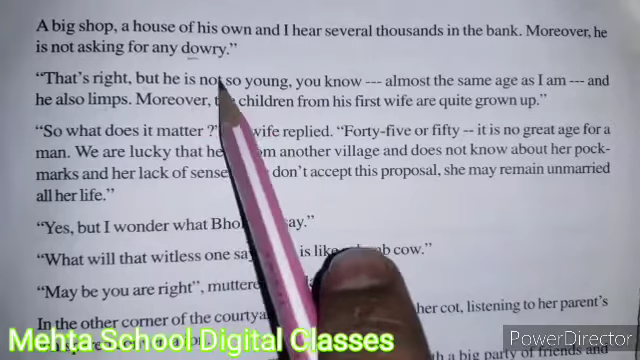 A big shop, a house of his own and I hear several thousands in the bank. Moreover, he
is not asking for any dowry.”
“That’s right, but he is not so young, you know --- almost the same age as I am --- and
he also limps. Moreover, children from his first wife are quite grown up.”
“So what does it matter ?” wife replied. “Forty-five or fifty -- it is no great age for a
man. We are lucky that he from another village and does not know about her pock-
marks and her lack of sense don’t accept this proposal, she may remain unmarried
all her life.”
“Yes, but I wonder what say.”
“What will that witless one is like cow.”
“May be you are right”,
In the other corner of the her cot, listening to her parent’s
a big party of friends and
Mehta School Digital Classes
PowerDirector